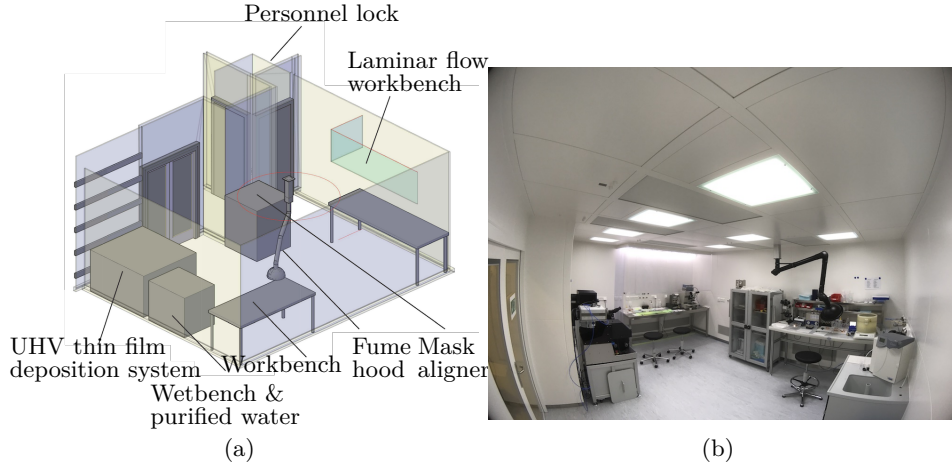 Personnel lock
Laminar flow
workbench
UHV thin film
deposition system
Workbench
Fume Mask
hood aligner
Wetbench &
purified water
(a)
(b)